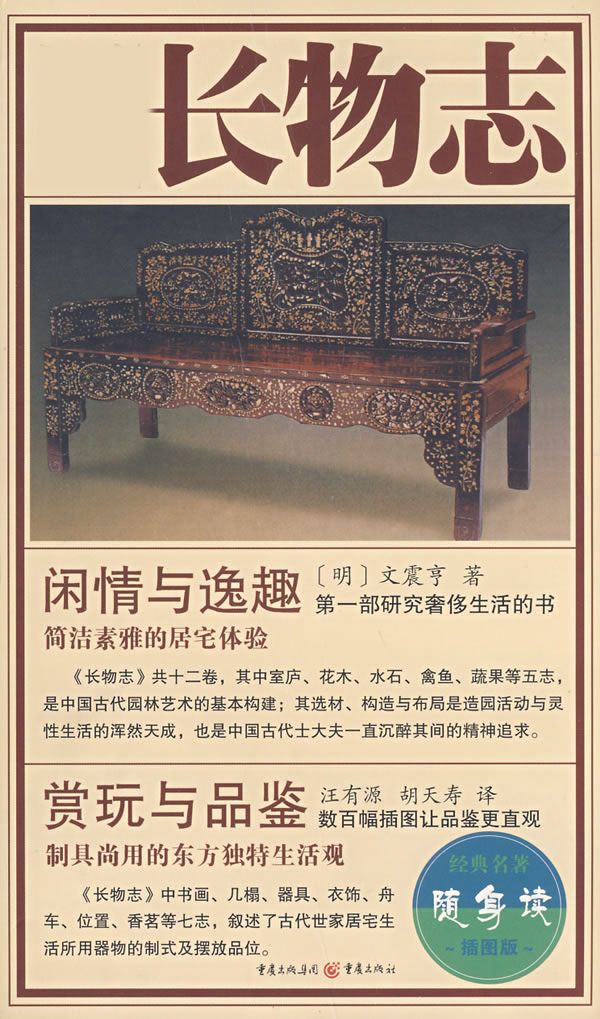 长物志
闲情与逸趣
［明］文震亨 著
第一部研究奢侈生活的书
简洁素雅的居宅体验
《长物志》共十二卷，其中室庐、花木、水石、禽鱼、蔬果等五志，
是中国古代园林艺术的基本构建；其选材、构造与布局是造园活动与灵
性生活的浑然天成，也是中国古代士大夫一直沉醉其间的精神追求。
赏玩与品鉴
汪有源 胡天寿 译
数百幅插图让品鉴更直观
制具尚用的东方独特生活观
《长物志》中书画、几榻、器具、衣饰、舟
车、位置、香茗等七志，叙述了古代世家居宅生
活所用器物的制式及摆放品位。
经典名著
随身读
~插图版~
重庆出版集团 重庆出版社